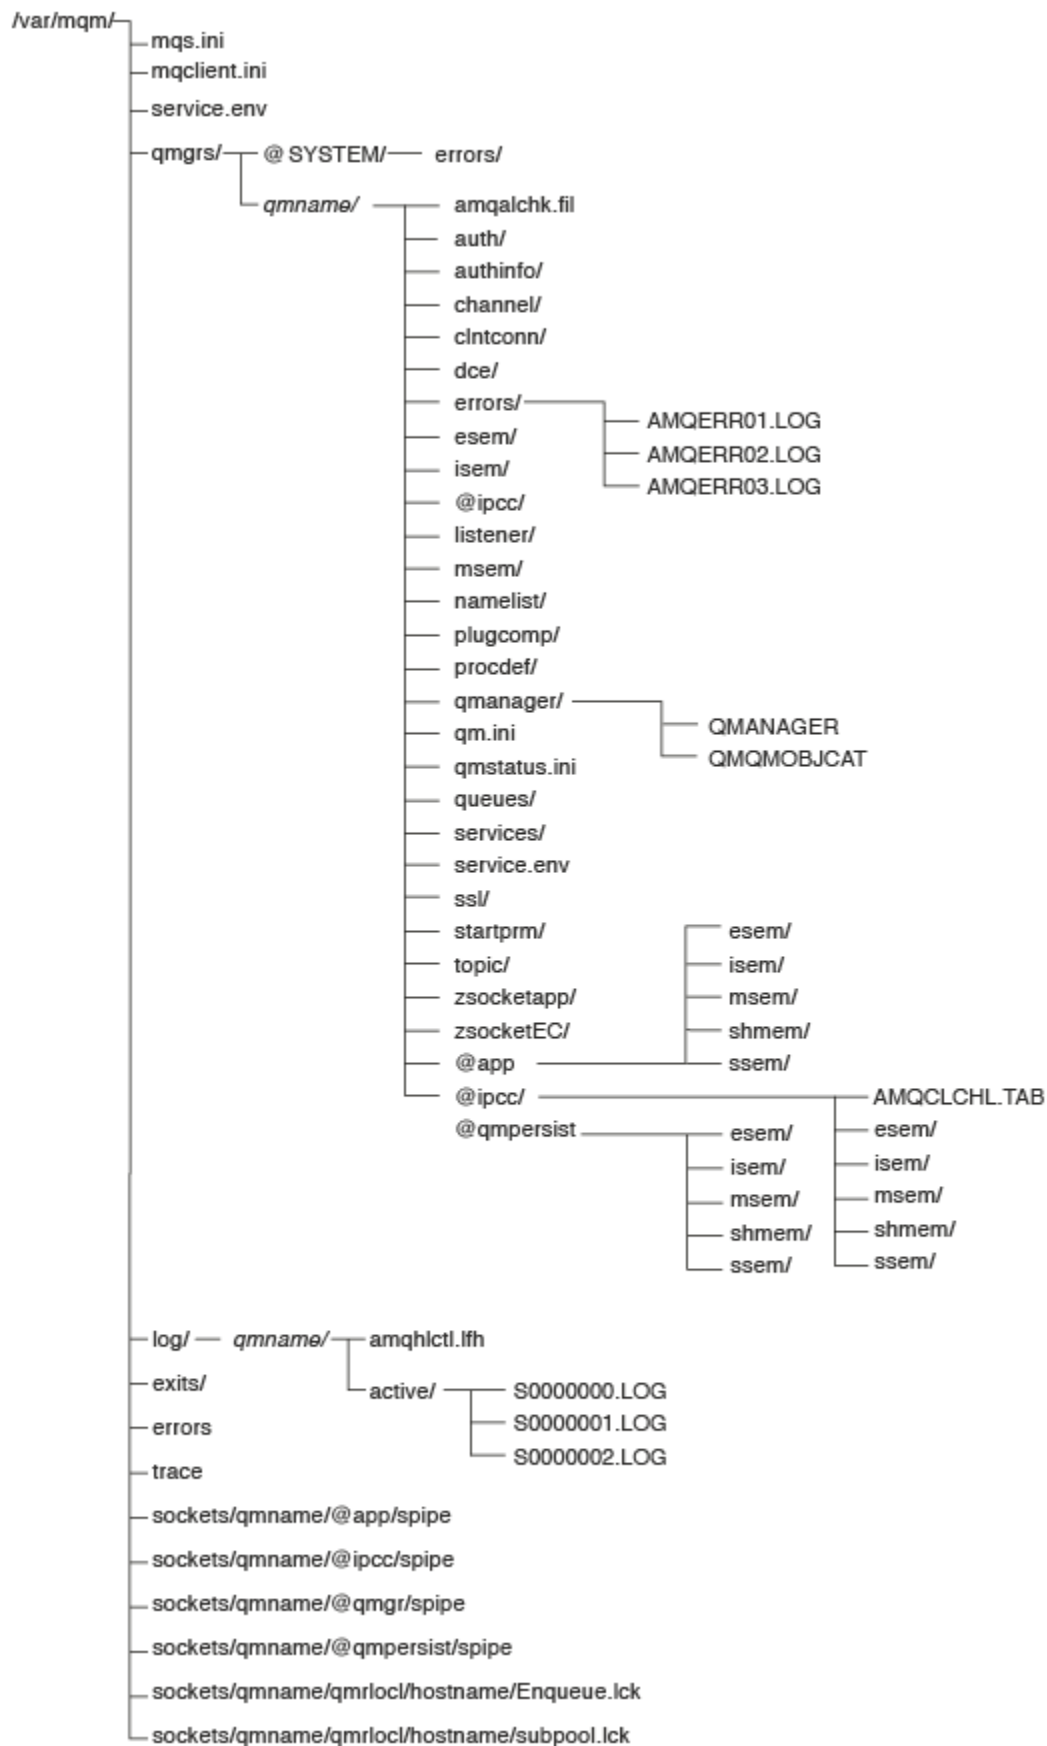 /var/mqm/
mqs.ini
mqclient.ini
service.env
qmgrs/ @SYSTEM/ errors/
qmname/ amqalchk.fil
auth/
authinfo/
channel/
clntconn/
dce/
errors/
AMQERR01.LOG
esem/
AMQERR02.LOG
isem/
AMQERR03.LOG
@ipcc/
listener/
msem/
namelist/
plugcomp/
procdef/
qmanager/
QMANAGER
qm.ini
QMQMOBJCAT
qmstatus.ini
queues/
services/
service.env
ssl/
startprm/ esem/
topic/ isem/
zsocketapp/ msem/
zsocketEC/ shmem/
@app ssem/
@ipcc/ AMQCLCHL.TAB
@qmpersist esem/ esem/
isem/ isem/
msem/ msem/
shmem/ shmem/
ssem/ ssem/
log/ qmname/ amqhlctl.lfh
exits/ active/ S0000000.LOG
errors S0000001.LOG
S0000002.LOG
trace
sockets/qmname/@app/spipe
sockets/qmname/@ipcc/spipe
sockets/qmname/@qmgr/spipe
sockets/qmname/@qmpersist/spipe
sockets/qmname/qmrlocl/hostname/Enqueue.lck
sockets/qmname/qmrlocl/hostname/subpool.lck